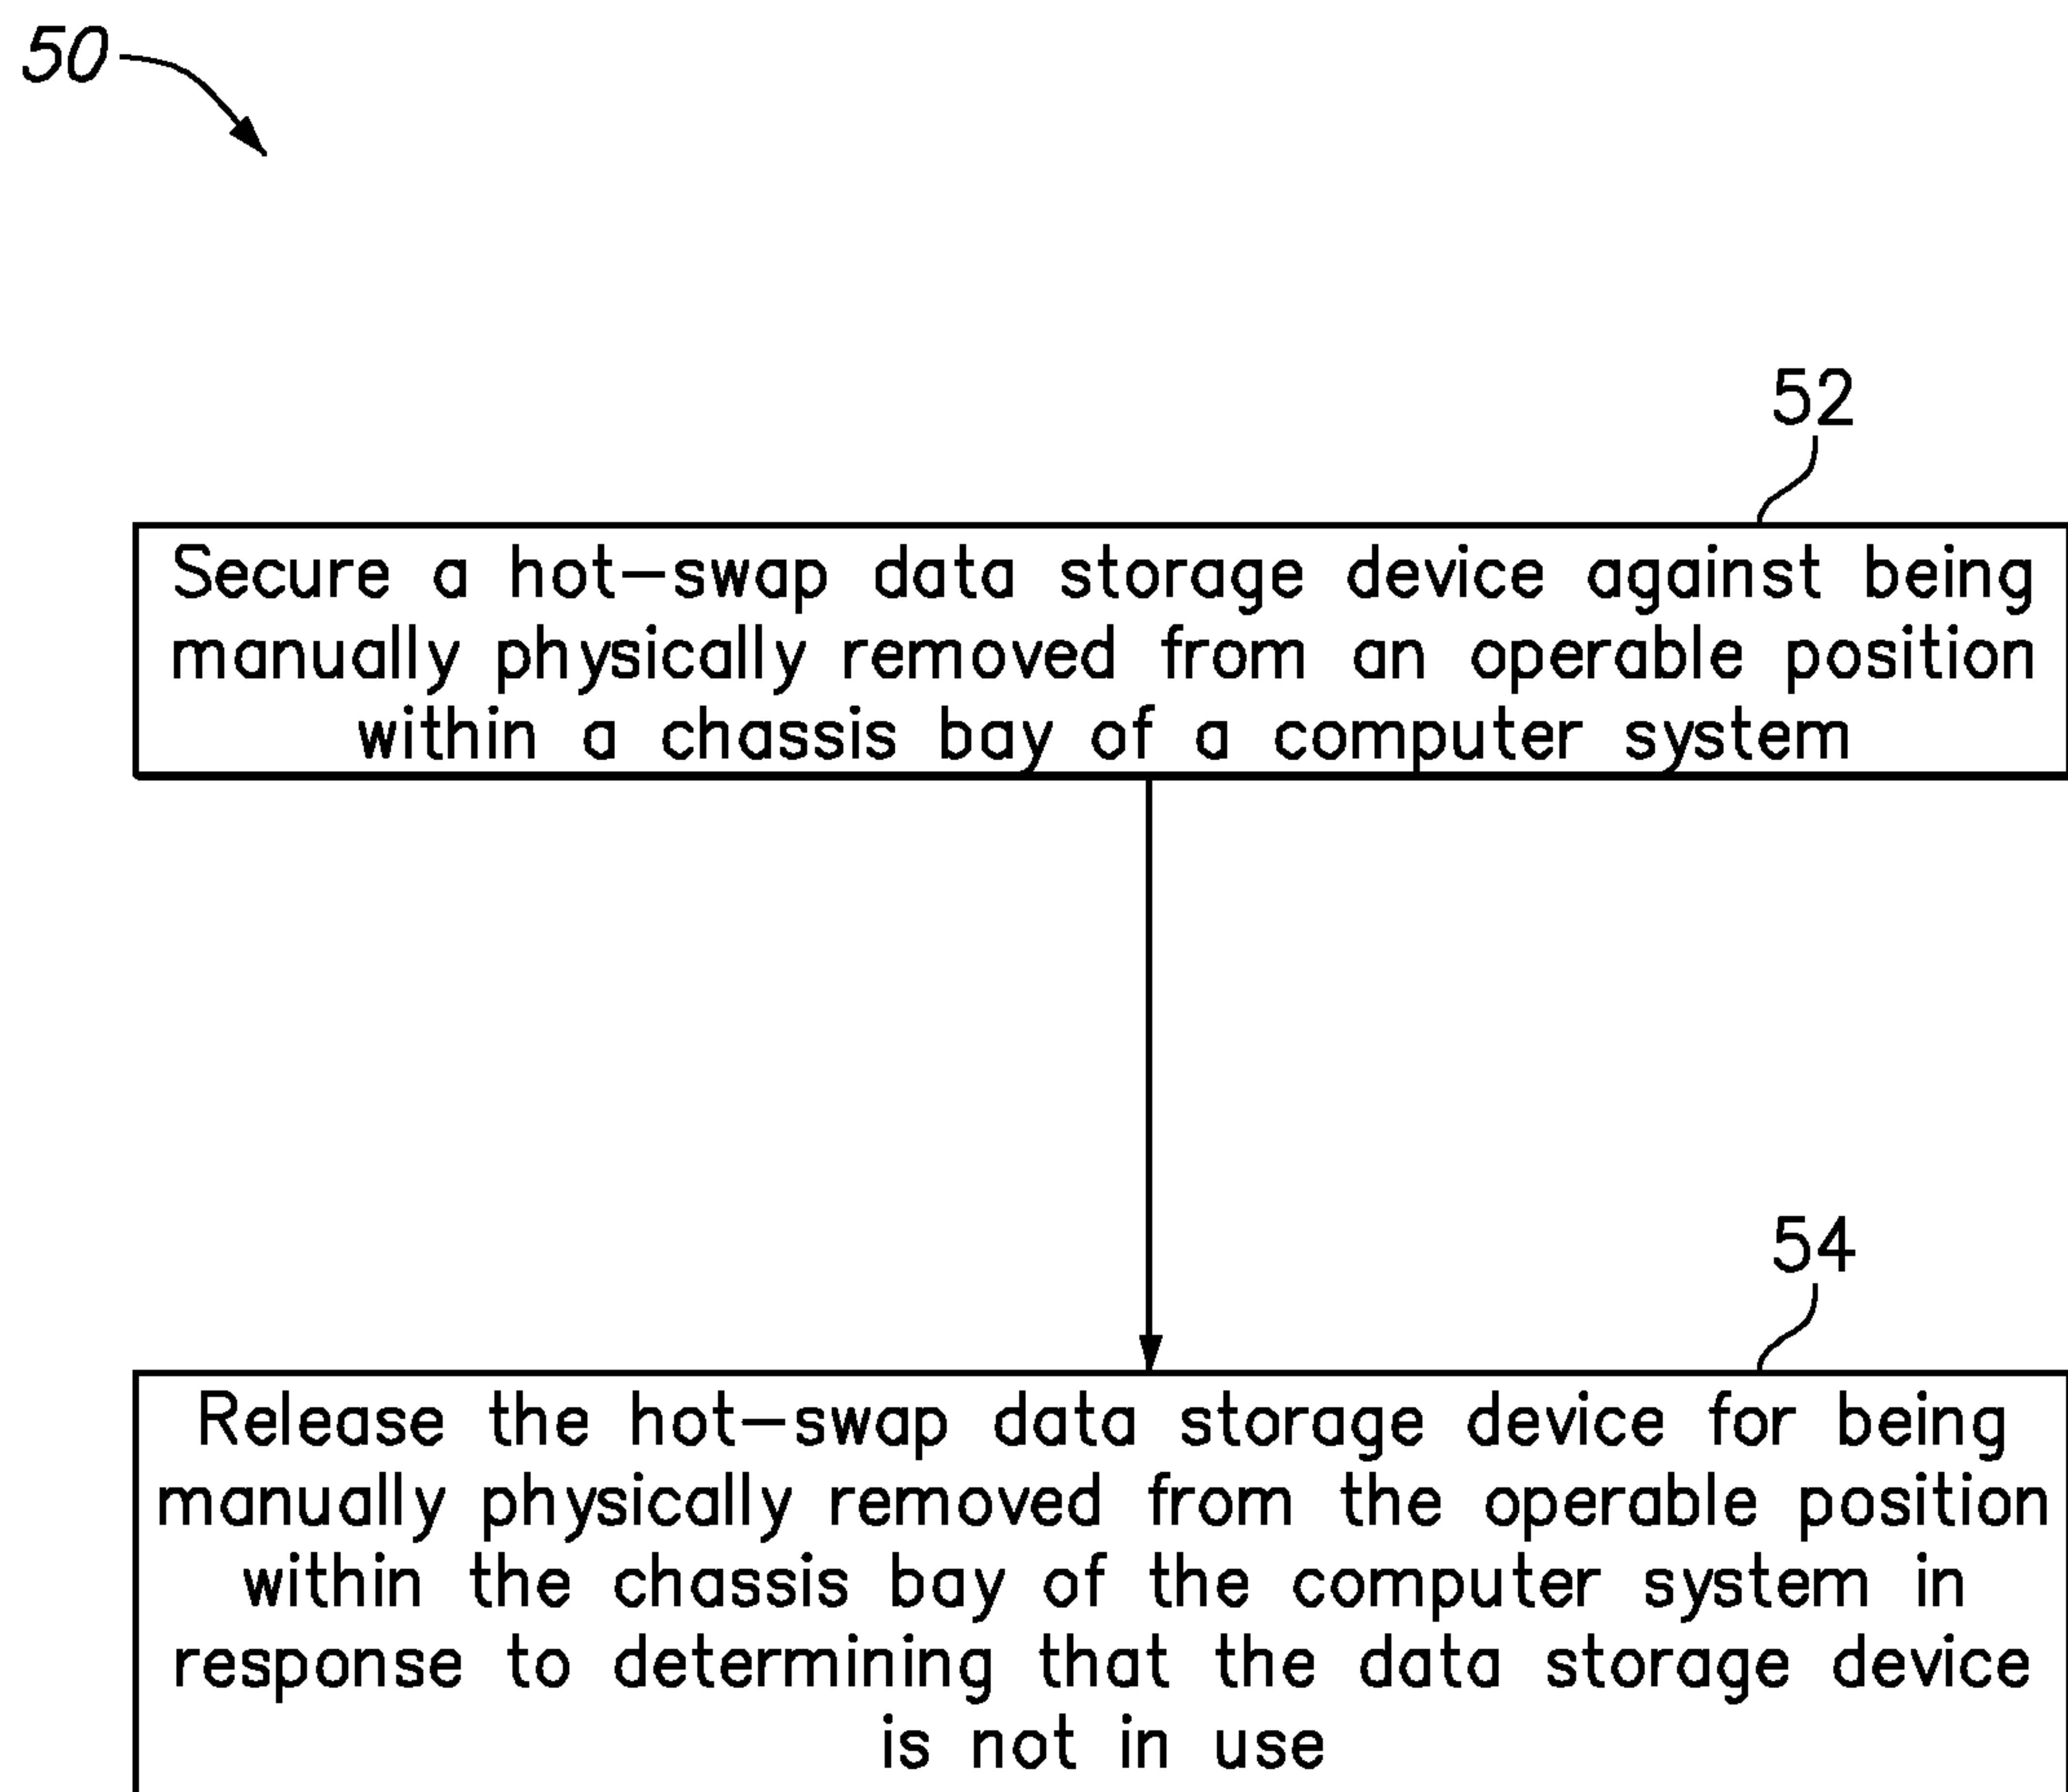 50
52
Secure a hot-swap data storage device against being
manually physically removed from an operable position
within a chassis bay of a computer system
54
Release the hot-swap data storage device for being
manually physically removed from the operable position
within the chassis bay of the computer system in
response to determining that the data storage device
is not in use